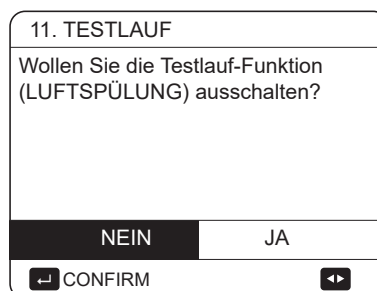 11. TESTLAUF
Wollen Sie die Testlauf-Funktion
(LUFTSPÜLUNG) ausschalten?
NEIN JA
CONFIRM